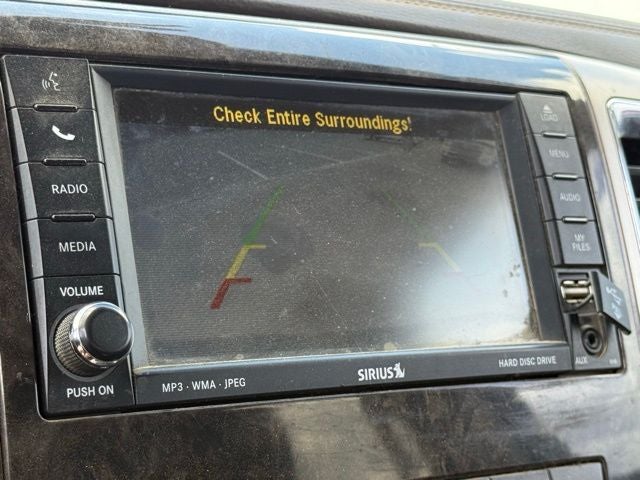 Check Entire Surroundings!
RADIO
MEDIA
VOLUME
PUSH ON
LOAD
MENU
AUDIO
MY
FILES
AUX
MP3 · WMA · JPEG
SIRIUS
HARD DISC DRIVE